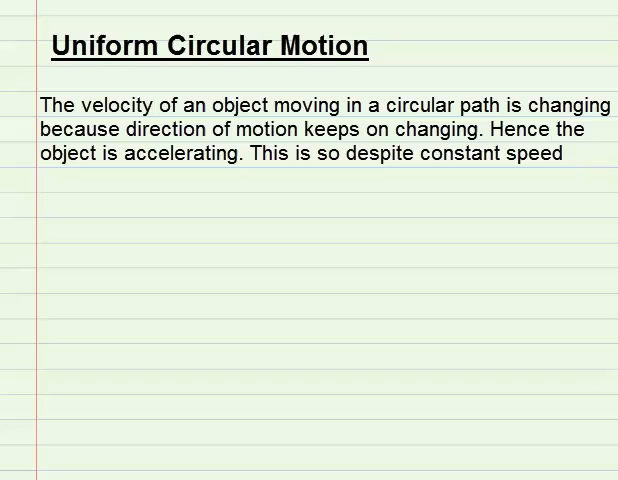 Uniform Circular Motion
The velocity of an object moving in a circular path is changing
because direction of motion keeps on changing. Hence the
object is accelerating. This is so despite constant speed